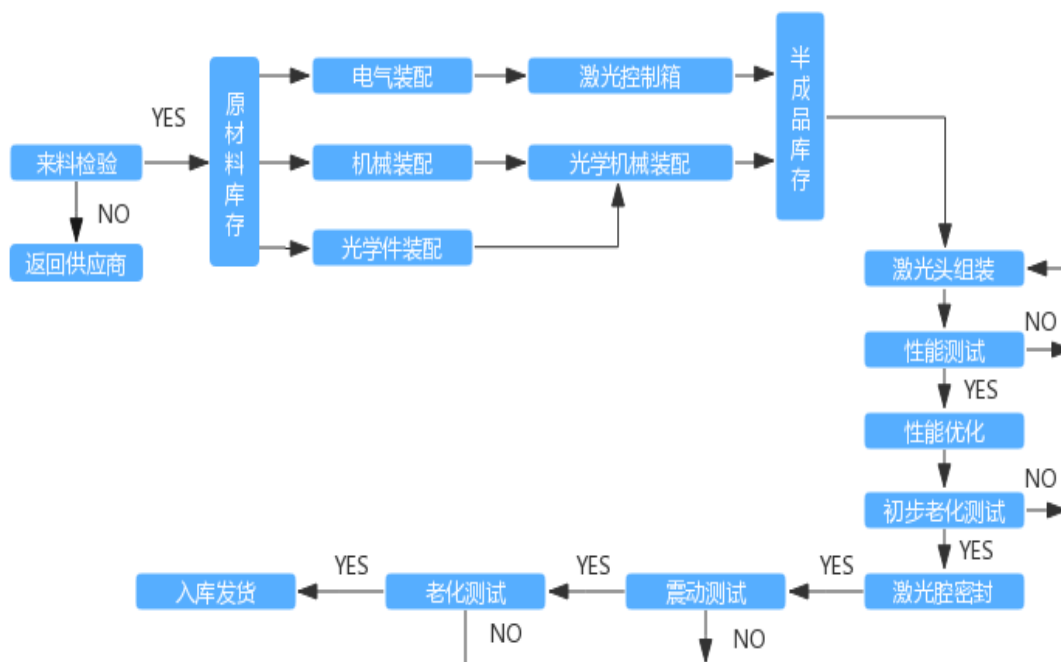 电气装配
激光控制箱
半成品库存
原材料库存
YES
来料检验
机械装配
光学机械装配
NO
返回供应商
光学件装配
激光头组装
性能测试
NO
YES
性能优化
初步老化测试
NO
YES
入库发货
YES
老化测试
YES
震动测试
YES
激光腔密封
NO
NO